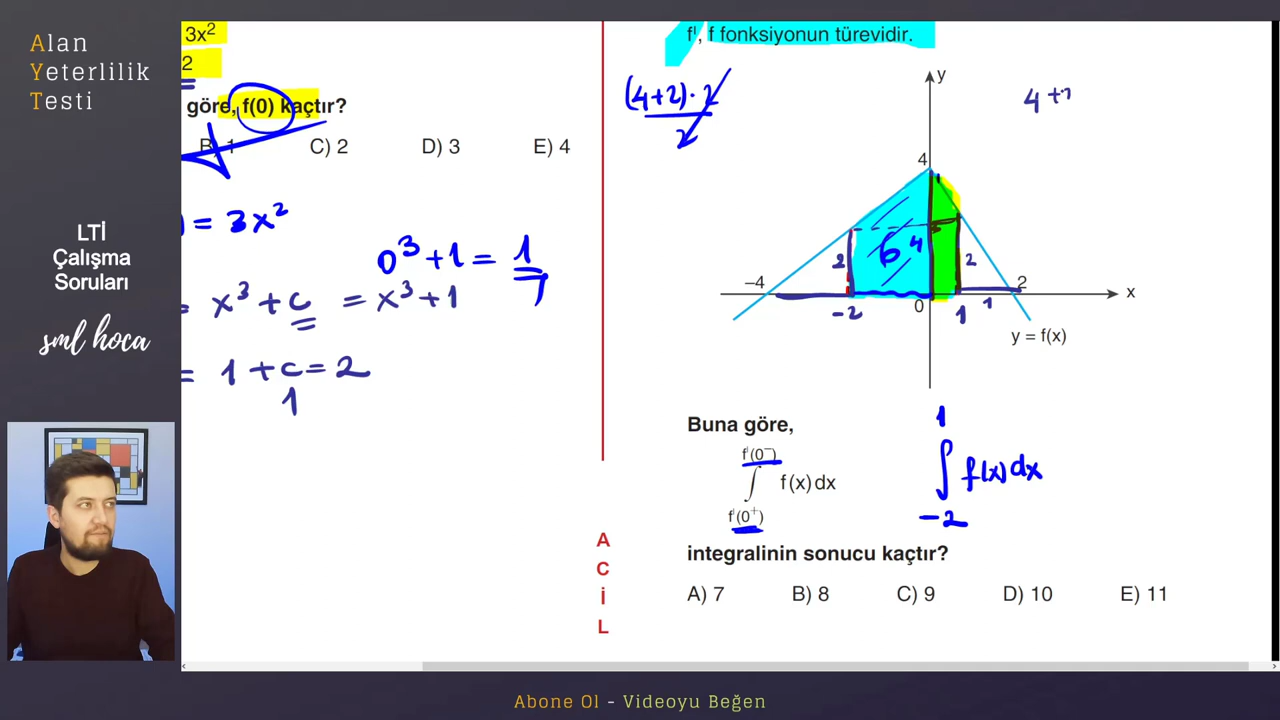 Alan
Yeterlilik
Testi
LTİ
Çalışma
Soruları
sml hoca
3x²
2
göre, f(0) kaçtır?
B) 1 C) 2 D) 3 E) 4
= 3x²
0³ + 1 = 1
= x³ + c = x³ + 1
= 1 + c = 2
1
A
C
İ
L
f', f fonksiyonun türevidir.
(4+2)·2
2
4 +
y
4
6
4
2
2
-4
-2
0
1
1
2
x
y = f(x)
Buna göre,
f'(0⁻)
∫ f(x) dx
f'(0⁺)
1
∫ f(x) dx
-2
integralinin sonucu kaçtır?
A) 7 B) 8 C) 9 D) 10 E) 11
Abone Ol - Videoyu Beğen